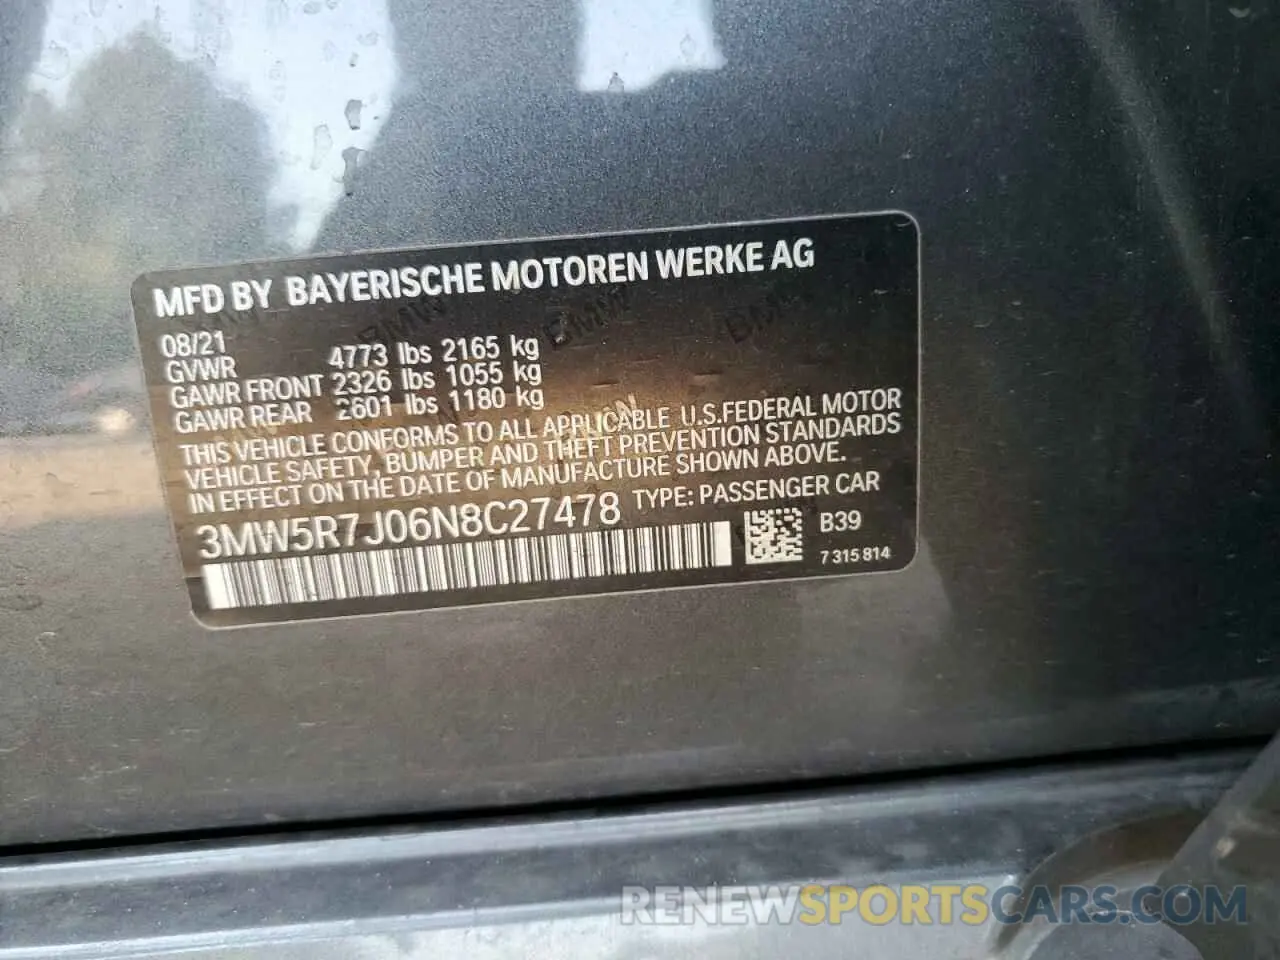 MFD BY BAYERISCHE MOTOREN WERKE AG
08/21
GVWR 4773 lbs 2165 kg
GAWR FRONT 2326 lbs 1055 kg
GAWR REAR 2601 lbs 1180 kg
THIS VEHICLE CONFORMS TO ALL APPLICABLE U.S.FEDERAL MOTOR
VEHICLE SAFETY, BUMPER AND THEFT PREVENTION STANDARDS
IN EFFECT ON THE DATE OF MANUFACTURE SHOWN ABOVE.
3MW5R7J06N8C27478 TYPE: PASSENGER CAR
B39
7 315 814
RENEWSPORTSCARS.COM